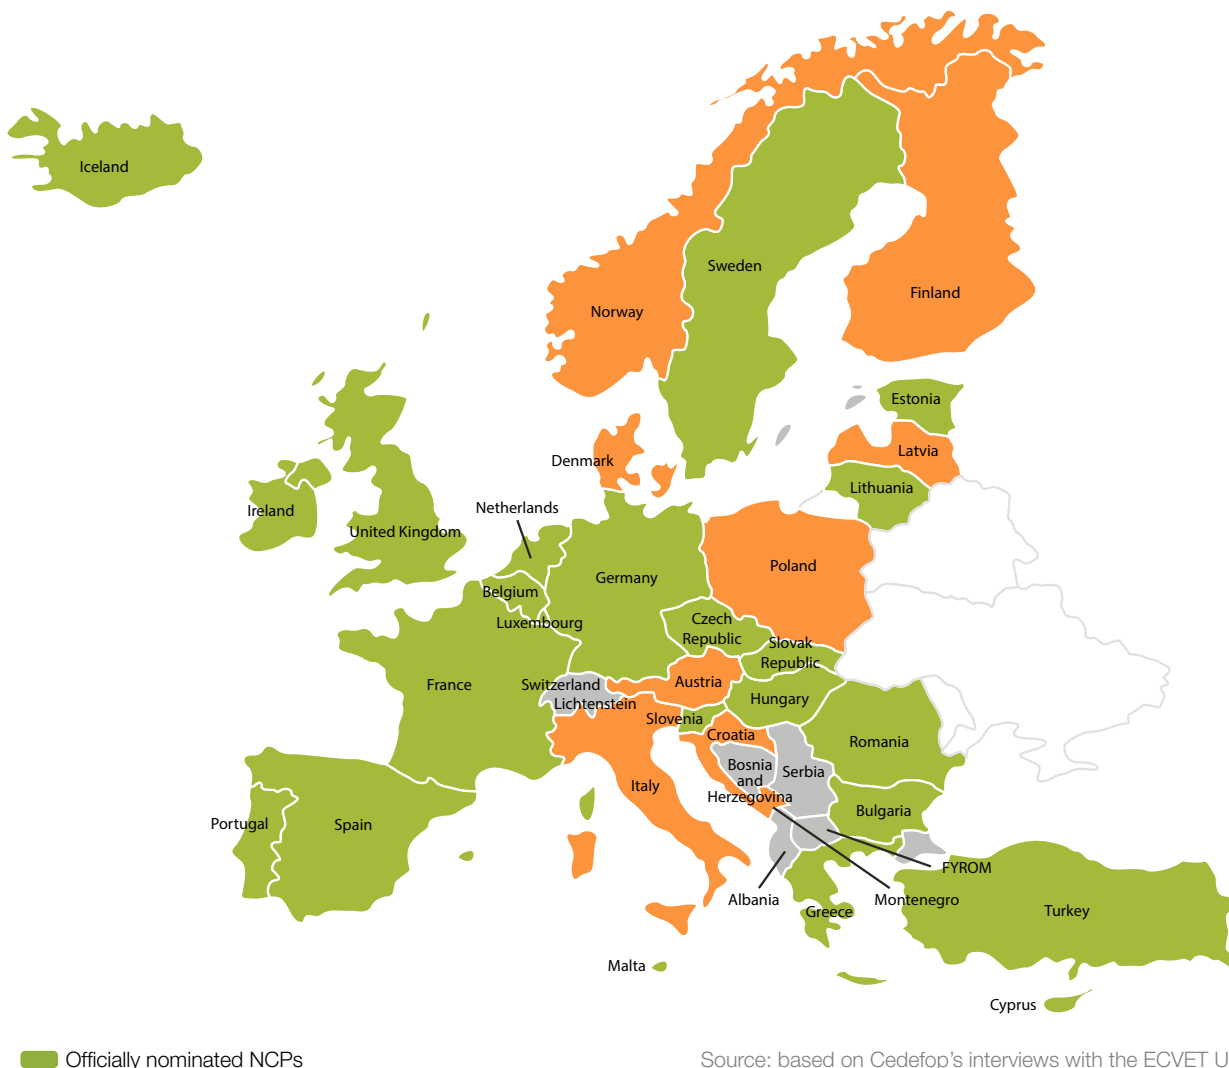 Iceland
Sweden
Finland
Norway
Estonia
Denmark
Latvia
Lithuania
Netherlands
Ireland
United Kingdom
Poland
Germany
Belgium
Luxembourg
Czech
Republic
Slovak
Republic
France
Switzerland
Austria
Lichtenstein
Hungary
Slovenia
Croatia
Romania
Bosnia
and
Herzegovina
Serbia
Italy
Bulgaria
Portugal
Spain
FYROM
Albania
Montenegro
Greece
Turkey
Malta
Cyprus
Officially nominated NCPs
Source: based on Cedefop's interviews with the ECVET U